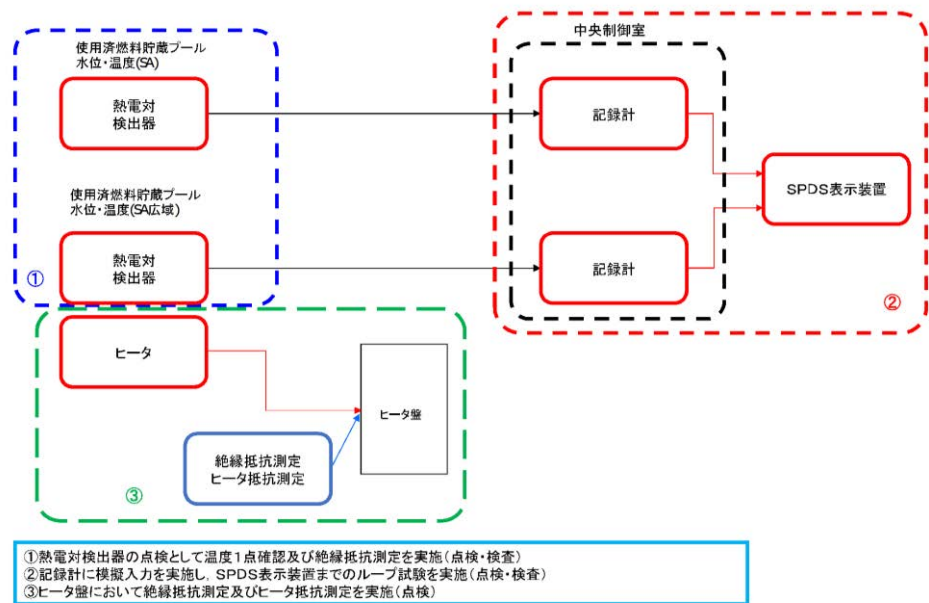 使用済燃料貯蔵プール
水位・温度(SA)
熱電対
検出器
使用済燃料貯蔵プール
水位・温度(SA広域)
熱電対
検出器
①
中央制御室
記録計
記録計
SPDS表示装置
②
ヒータ
ヒータ盤
絶縁抵抗測定
ヒータ抵抗測定
③
①熱電対検出器の点検として温度1点確認及び絶縁抵抗測定を実施(点検・検査)
②記録計に模擬入力を実施し,SPDS表示装置までのループ試験を実施(点検・検査)
③ヒータ盤において絶縁抵抗測定及びヒータ抵抗測定を実施(点検)